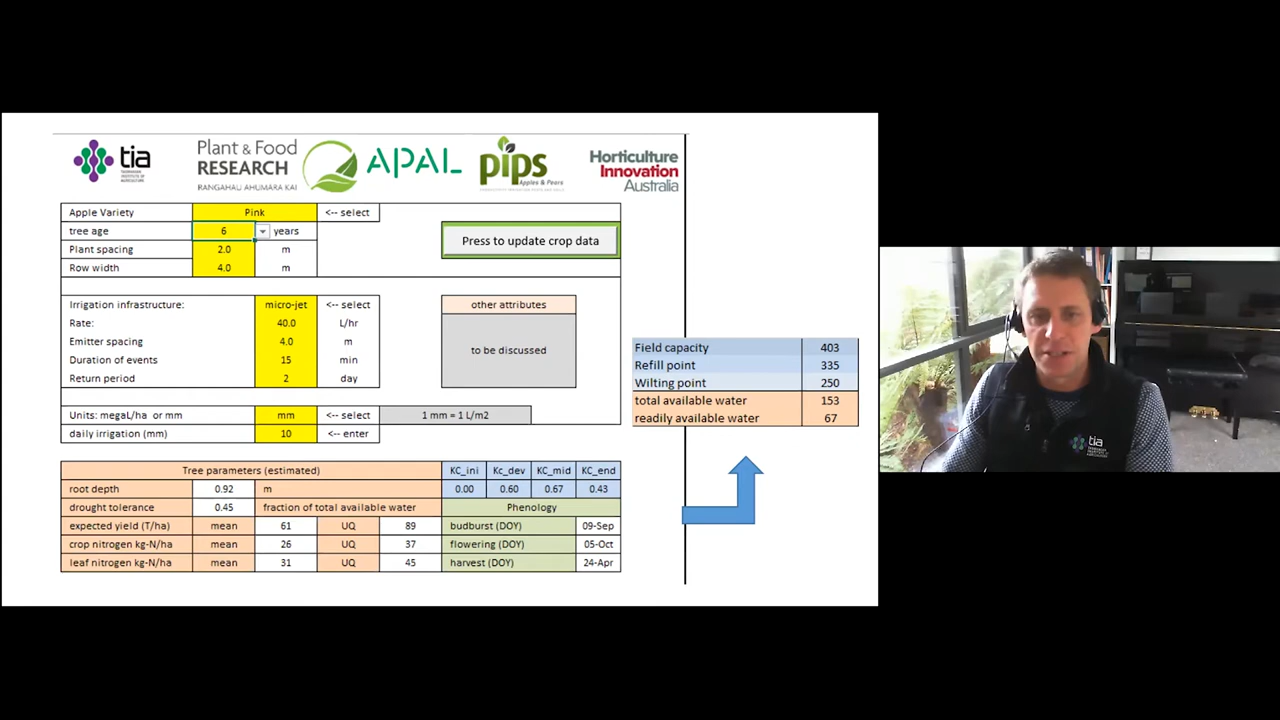 tia
TASMANIAN INSTITUTE OF AGRICULTURE
Plant & Food
RESEARCH
RANGAHAU AHUMARA KAI
APAL
pips
Apples & Pears
Horticulture
Innovation
Australia
Apple Variety Pink <-- select
tree age 6 years
Plant spacing 2.0 m
Row width 4.0 m
Press to update crop data
Irrigation infrastructure: micro-jet <-- select
Rate: 40.0 L/hr
Emitter spacing 4.0 m
Duration of events 15 min
Return period 2 day
other attributes
to be discussed
Units: megaL/ha or mm mm <-- select 1 mm = 1 L/m2
daily irrigation (mm) 10 <-- enter
Field capacity 403
Refill point 335
Wilting point 250
total available water 153
readily available water 67
Tree parameters (estimated) KC_ini Kc_dev KC_mid KC_end
root depth 0.92 m 0.00 0.60 0.67 0.43
drought tolerance 0.45 fraction of total available water Phenology
expected yield (T/ha) mean 61 UQ 89 budburst (DOY) 09-Sep
crop nitrogen kg-N/ha mean 26 UQ 37 flowering (DOY) 05-Oct
leaf nitrogen kg-N/ha mean 31 UQ 45 harvest (DOY) 24-Apr
tia